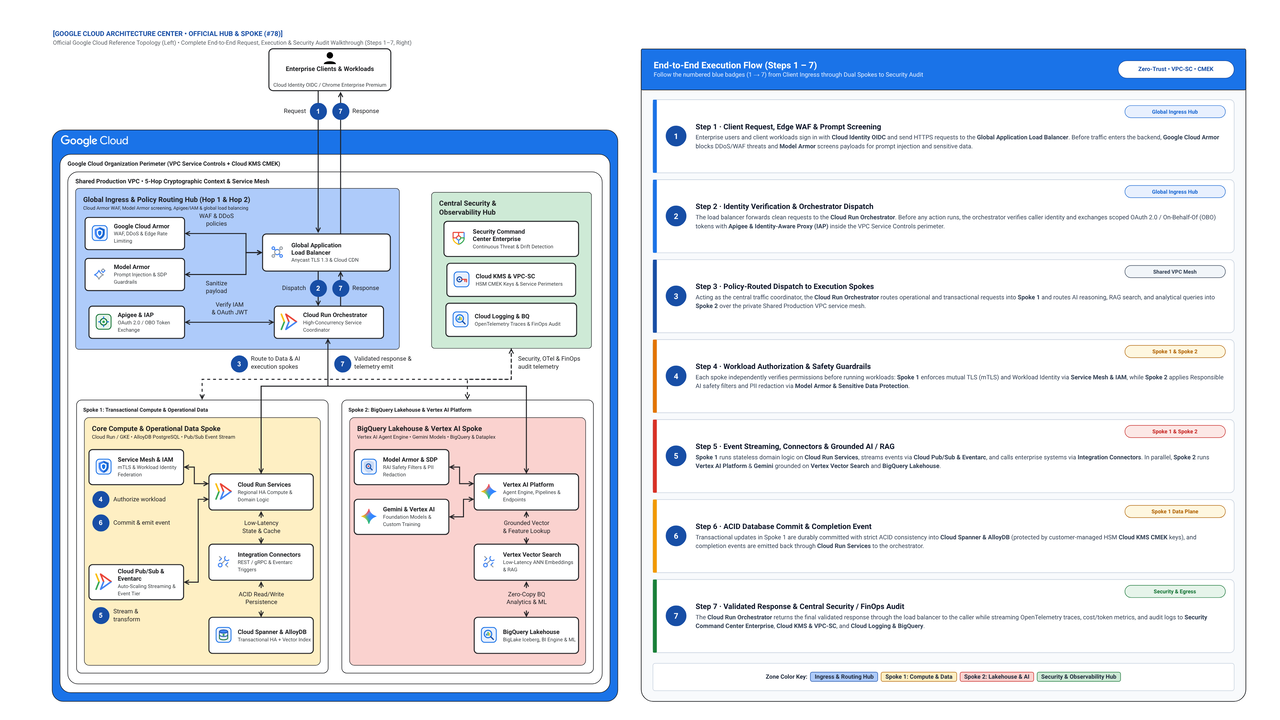 [GOOGLE CLOUD ARCHITECTURE CENTER • OFFICIAL HUB & SPOKE (#78)]
Official Google Cloud Reference Topology (Left) • Complete End-to-End Request, Execution & Security Audit Walkthrough (Steps 1–7, Right)
Enterprise Clients & Workloads
Cloud Identity OIDC / Chrome Enterprise Premium
Request
1
7
Response
Google Cloud
Google Cloud Organization Perimeter (VPC Service Controls + Cloud KMS CMEK)
Shared Production VPC • 5-Hop Cryptographic Context & Service Mesh
Global Ingress & Policy Routing Hub (Hop 1 & Hop 2)
Cloud Armor WAF, Model Armor screening, Apigee/IAM & global load balancing
WAF & DDoS
policies
Google Cloud Armor
WAF, DDoS & Edge Rate
Limiting
Global Application
Load Balancer
Anycast TLS 1.3 & Cloud CDN
Model Armor
Prompt Injection & SDP
Guardrails
Sanitize
payload
Dispatch
2
7
Response
Verify IAM
& OAuth JWT
Apigee & IAP
OAuth 2.0 / OBO Token
Exchange
Cloud Run Orchestrator
High-Concurrency Service
Coordinator
Central Security &
Observability Hub
Security Command
Center Enterprise
Continuous Threat & Drift Detection
Cloud KMS & VPC-SC
HSM CMEK Keys & Service Perimeters
Cloud Logging & BQ
OpenTelemetry Traces & FinOps Audit
3
Route to Data & AI
execution spokes
7
Validated response &
telemetry emit
Security, OTel & FinOps
audit telemetry
Spoke 1: Transactional Compute & Operational Data
Core Compute & Operational Data Spoke
Cloud Run / GKE • AlloyDB PostgreSQL • Pub/Sub Event Stream
Service Mesh & IAM
mTLS & Workload Identity
Federation
Cloud Run Services
Regional HA Compute &
Domain Logic
4
Authorize workload
6
Commit & emit event
Low-Latency
State & Cache
Integration Connectors
REST / gRPC & Eventarc
Triggers
Cloud Pub/Sub &
Eventarc
Auto-Scaling Streaming &
Event Tier
ACID Read/Write
Persistence
5
Stream &
transform
Cloud Spanner & AlloyDB
Transactional HA + Vector Index
Spoke 2: BigQuery Lakehouse & Vertex AI Platform
BigQuery Lakehouse & Vertex AI Spoke
Vertex AI Agent Engine • Gemini Models • BigQuery & Dataplex
Model Armor & SDP
RAI Safety Filters & PII
Redaction
Vertex AI Platform
Agent Engine, Pipelines &
Endpoints
Gemini & Vertex AI
Foundation Models &
Custom Training
Grounded Vector
& Feature Lookup
Vertex Vector Search
Low-Latency ANN Embeddings
& RAG
Zero-Copy BQ
Analytics & ML
BigQuery Lakehouse
BigLake Iceberg, BI Engine & ML
End-to-End Execution Flow (Steps 1 – 7)
Follow the numbered blue badges (1 → 7) from Client Ingress through Dual Spokes to Security Audit
Zero-Trust • VPC-SC • CMEK
Global Ingress Hub
1
Step 1 · Client Request, Edge WAF & Prompt Screening
Enterprise users and client workloads sign in with Cloud Identity OIDC and send HTTPS requests to the Global Application Load Balancer. Before traffic enters the backend, Google Cloud Armor
blocks DDoS/WAF threats and Model Armor screens payloads for prompt injection and sensitive data.
Global Ingress Hub
2
Step 2 · Identity Verification & Orchestrator Dispatch
The load balancer forwards clean requests to the Cloud Run Orchestrator. Before any action runs, the orchestrator verifies caller identity and exchanges scoped OAuth 2.0 / On-Behalf-Of (OBO)
tokens with Apigee & Identity-Aware Proxy (IAP) inside the VPC Service Controls perimeter.
Shared VPC Mesh
3
Step 3 · Policy-Routed Dispatch to Execution Spokes
Acting as the central traffic coordinator, the Cloud Run Orchestrator routes operational and transactional requests into Spoke 1 and routes AI reasoning, RAG search, and analytical queries into
Spoke 2 over the private Shared Production VPC service mesh.
Spoke 1 & Spoke 2
4
Step 4 · Workload Authorization & Safety Guardrails
Each spoke independently verifies permissions before running workloads: Spoke 1 enforces mutual TLS (mTLS) and Workload Identity via Service Mesh & IAM, while Spoke 2 applies Responsible
AI safety filters and PII redaction via Model Armor & Sensitive Data Protection.
Spoke 1 & Spoke 2
5
Step 5 · Event Streaming, Connectors & Grounded AI / RAG
Spoke 1 runs stateless domain logic on Cloud Run Services, streams events via Cloud Pub/Sub & Eventarc, and calls enterprise systems via Integration Connectors. In parallel, Spoke 2 runs
Vertex AI Platform & Gemini grounded on Vertex Vector Search and BigQuery Lakehouse.
Spoke 1 Data Plane
6
Step 6 · ACID Database Commit & Completion Event
Transactional updates in Spoke 1 are durably committed with strict ACID consistency into Cloud Spanner & AlloyDB (protected by customer-managed HSM Cloud KMS CMEK keys), and
completion events are emitted back through Cloud Run Services to the orchestrator.
Security & Egress
7
Step 7 · Validated Response & Central Security / FinOps Audit
The Cloud Run Orchestrator returns the final validated response through the load balancer to the caller while streaming OpenTelemetry traces, cost/token metrics, and audit logs to Security
Command Center Enterprise, Cloud KMS & VPC-SC, and Cloud Logging & BigQuery.
Zone Color Key:
Ingress & Routing Hub
Spoke 1: Compute & Data
Spoke 2: Lakehouse & AI
Security & Observability Hub